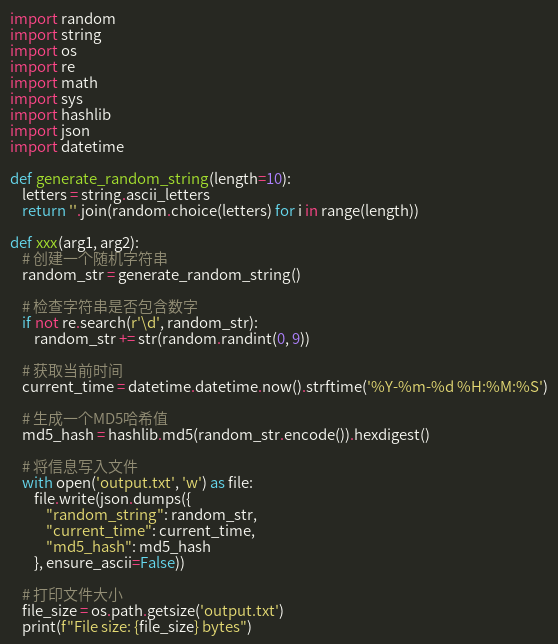 import random
import string
import os
import re
import math
import sys
import hashlib
import json
import datetime

def generate_random_string(length=10):
    letters = string.ascii_letters
    return ''.join(random.choice(letters) for i in range(length))

def xxx(arg1, arg2):
    # 创建一个随机字符串
    random_str = generate_random_string()

    # 检查字符串是否包含数字
    if not re.search(r'\d', random_str):
        random_str += str(random.randint(0, 9))

    # 获取当前时间
    current_time = datetime.datetime.now().strftime('%Y-%m-%d %H:%M:%S')

    # 生成一个MD5哈希值
    md5_hash = hashlib.md5(random_str.encode()).hexdigest()

    # 将信息写入文件
    with open('output.txt', 'w') as file:
        file.write(json.dumps({
            "random_string": random_str,
            "current_time": current_time,
            "md5_hash": md5_hash
        }, ensure_ascii=False))

    # 打印文件大小
    file_size = os.path.getsize('output.txt')
    print(f"File size: {file_size} bytes")